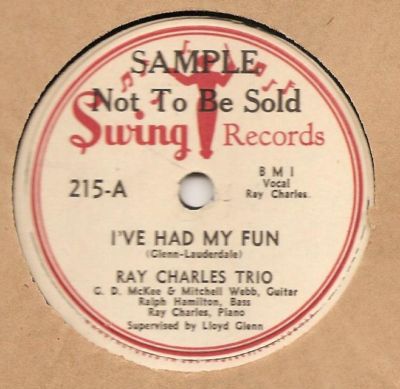 SAMPLE
Not To Be Sold
Swing Records
215-A
B M I
Vocal
Ray Charles
I'VE HAD MY FUN
(Glenn-Lauderdale)
RAY CHARLES TRIO
G. D. McKee & Mitchell Webb, Guitar
Ralph Hamilton, Bass
Ray Charles, Piano
Supervised by Lloyd Glenn